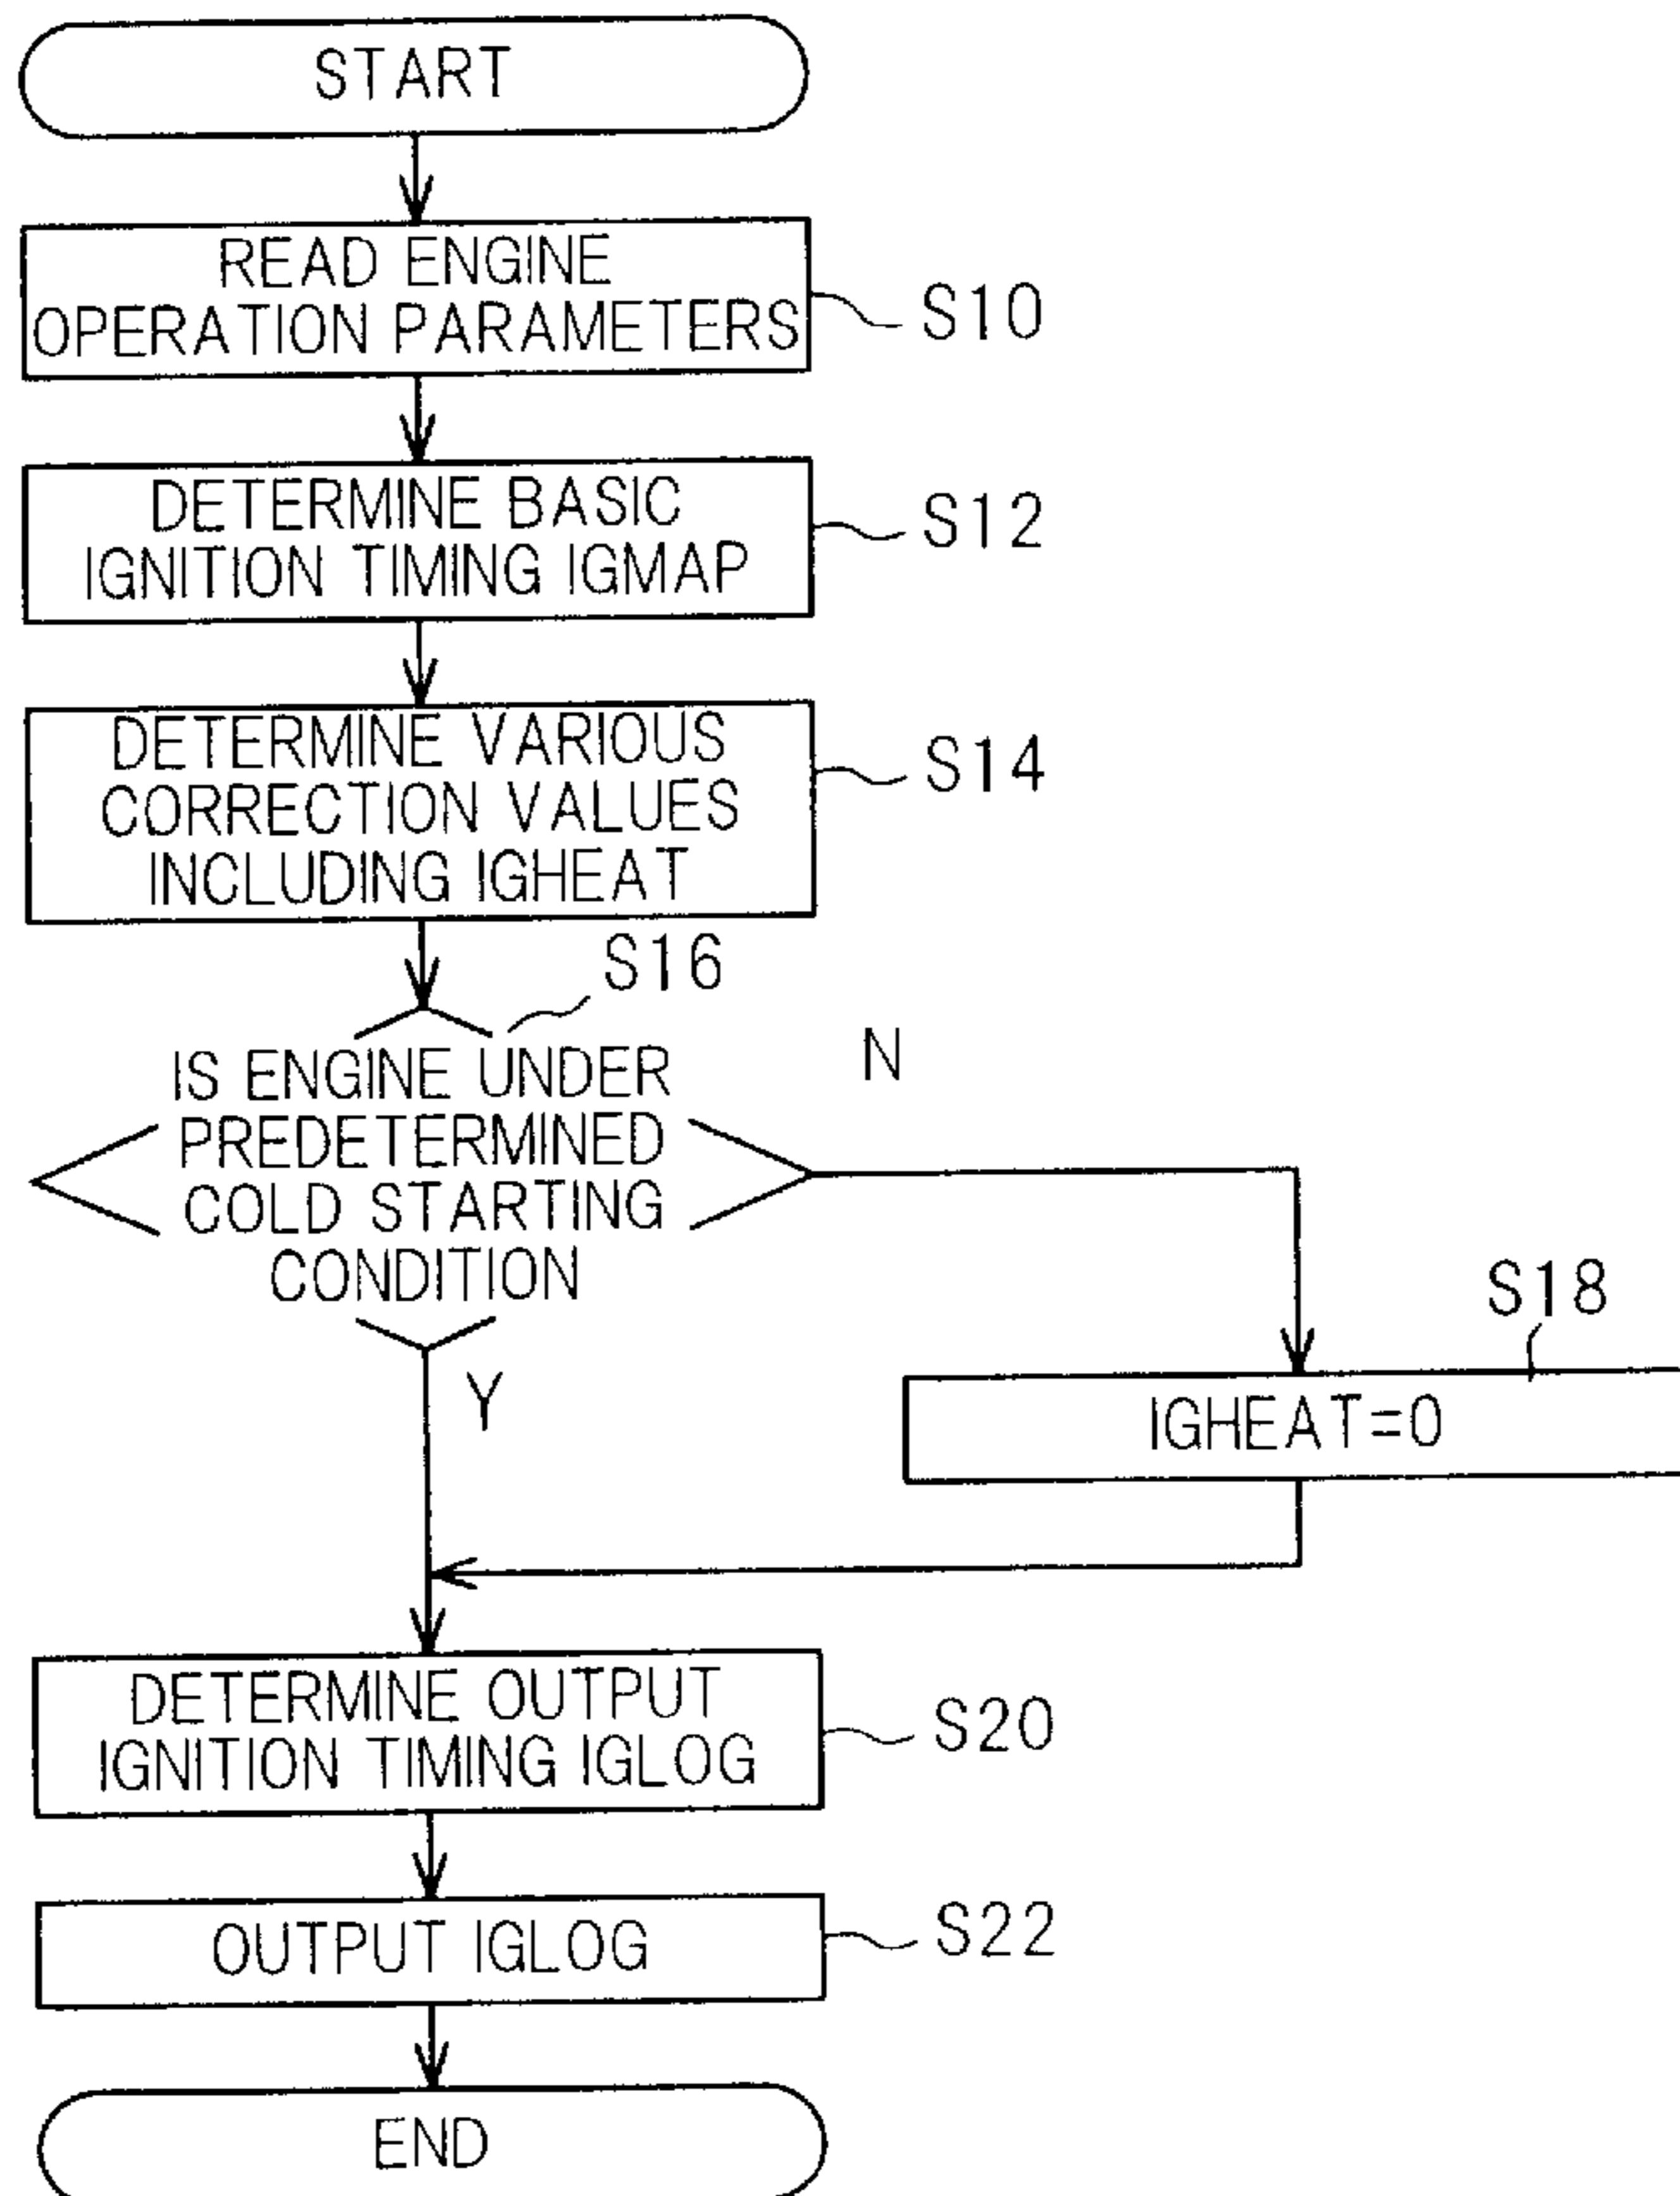 START
READ ENGINE
OPERATION PARAMETERS
S10
DETERMINE BASIC
IGNITION TIMING IGMAP
S12
DETERMINE VARIOUS
CORRECTION VALUES
INCLUDING IGHEAT
S14
S16
IS ENGINE UNDER
PREDETERMINED
COLD STARTING
CONDITION
N
Y
S18
IGHEAT=0
DETERMINE OUTPUT
IGNITION TIMING IGLOG
S20
OUTPUT IGLOG
S22
END